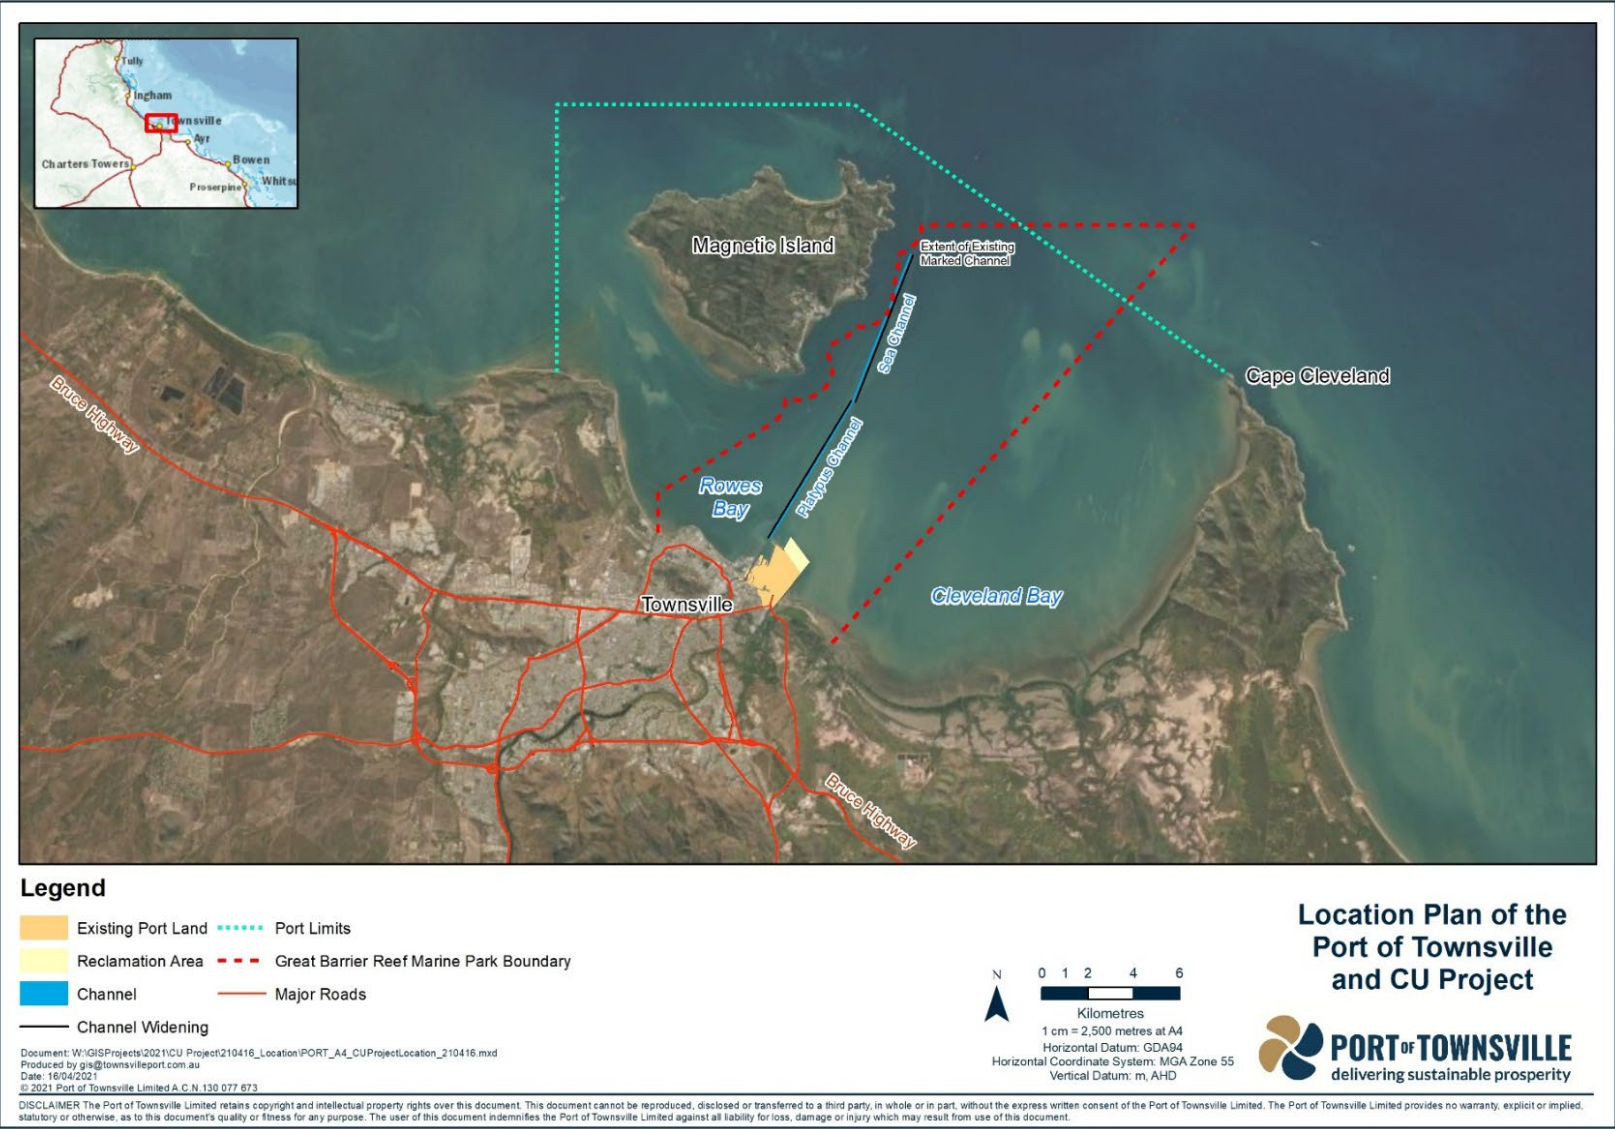 Tully
Ingham
Townsville
Ayr
Charters Towers
Bowen
Proserpine
Whitsu
Magnetic Island
Extent of Existing
Marked Channel
Sea Channel
Cape Cleveland
Bruce Highway
Platypus Channel
Rowes
Bay
Cleveland Bay
Townsville
Bruce Highway
Legend
Existing Port Land
Port Limits
Reclamation Area
Great Barrier Reef Marine Park Boundary
Channel
Major Roads
Channel Widening
Document: W:\GISProjects\2021\CU Project\210416_Location\PORT_A4_CUProjectLocation_210416.mxd
Produced by gis@townsvilleport.com.au
Date: 16/04/2021
© 2021 Port of Townsville Limited A.C.N.130 077 673
N
0 1 2 4 6
Kilometres
1 cm = 2,500 metres at A4
Horizontal Datum: GDA94
Horizontal Coordinate System: MGA Zone 55
Vertical Datum: m, AHD
Location Plan of the
Port of Townsville
and CU Project
PORT OF TOWNSVILLE
delivering sustainable prosperity
DISCLAIMER The Port of Townsville Limited retains copyright and intellectual property rights over this document. This document cannot be reproduced, disclosed or transferred to a third party, in whole or in part, without the express written consent of the Port of Townsville Limited. The Port of Townsville Limited provides no warranty, explicit or implied,
statutory or otherwise, as to this document's quality or fitness for any purpose. The user of this document indemnifies the Port of Townsville Limited against all liability for loss, damage or injury which may result from use of this document.